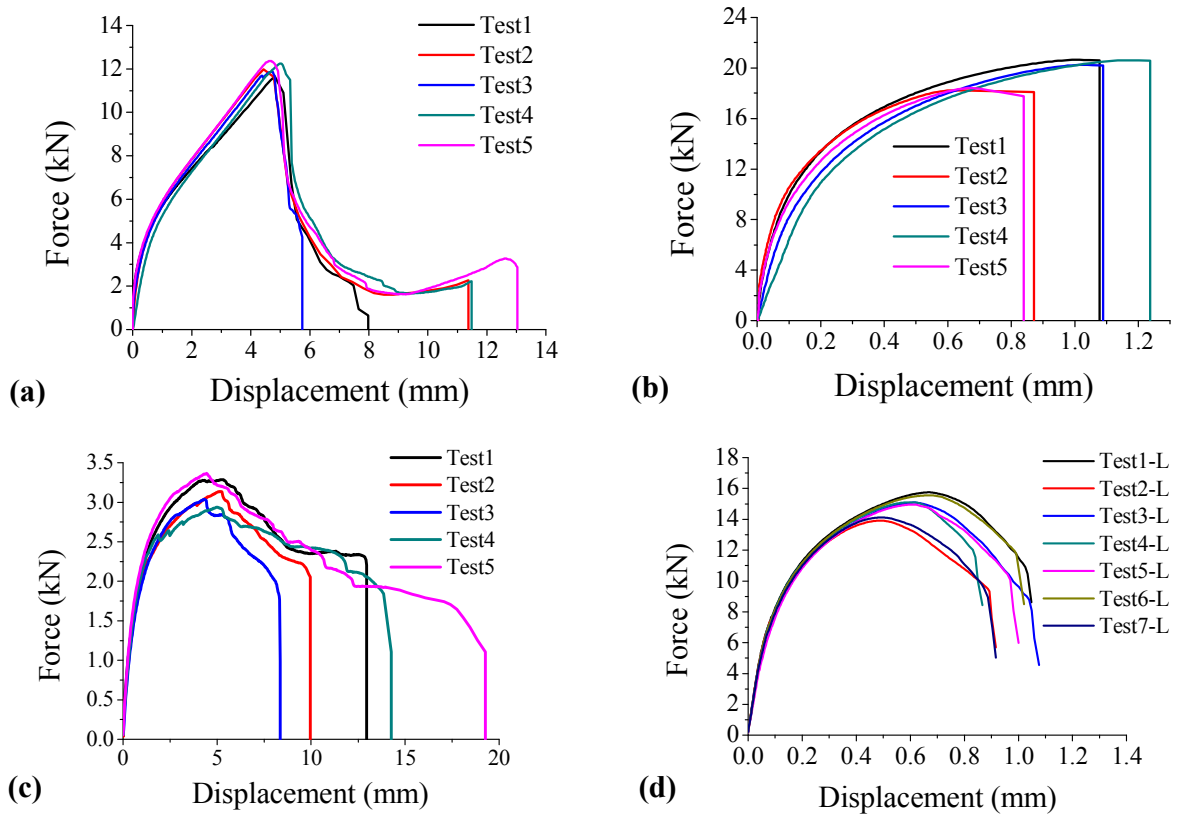 14
12
10
8
6
4
2
0
Force (kN)
0 2 4 6 8 10 12 14
Displacement (mm)
Test1
Test2
Test3
Test4
Test5
(a)
24
20
16
12
8
4
0
Force (kN)
0.0 0.2 0.4 0.6 0.8 1.0 1.2
Displacement (mm)
Test1
Test2
Test3
Test4
Test5
(b)
3.5
3.0
2.5
2.0
1.5
1.0
0.5
0.0
Force (kN)
0 5 10 15 20
Displacement (mm)
Test1
Test2
Test3
Test4
Test5
(c)
18
16
14
12
10
8
6
4
2
0
Force (kN)
0.0 0.2 0.4 0.6 0.8 1.0 1.2 1.4
Displacement (mm)
Test1-L
Test2-L
Test3-L
Test4-L
Test5-L
Test6-L
Test7-L
(d)